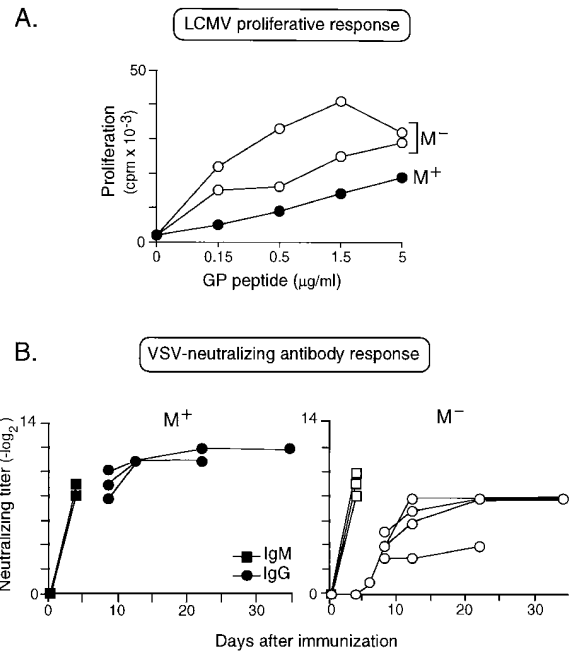 A.
LCMV proliferative response
50
0
Proliferation
(cpm x 10⁻³)
M⁻
M⁺
0 0.15 0.5 1.5 5
GP peptide (µg/ml)
B.
VSV-neutralizing antibody response
14
0
Neutralizing titer (-log₂)
M⁺
IgM
IgG
0 10 20 30
14
0
M⁻
0 10 20 30
Days after immunization